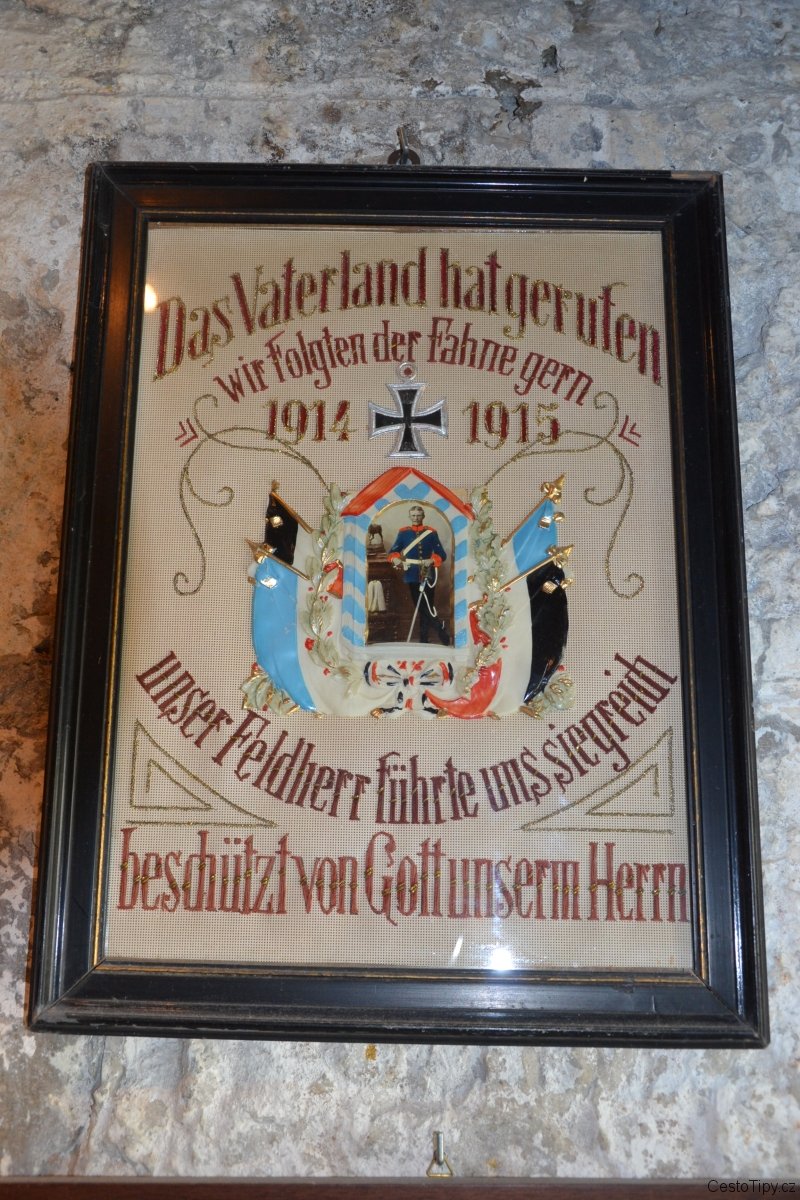 Das Vaterland hat gerufen
wir Folgten der Fahne gern
1914 1915
unser Feldherr führte uns siegreich
beschützt von Gott unserm Herrn
CestoTipy.cz